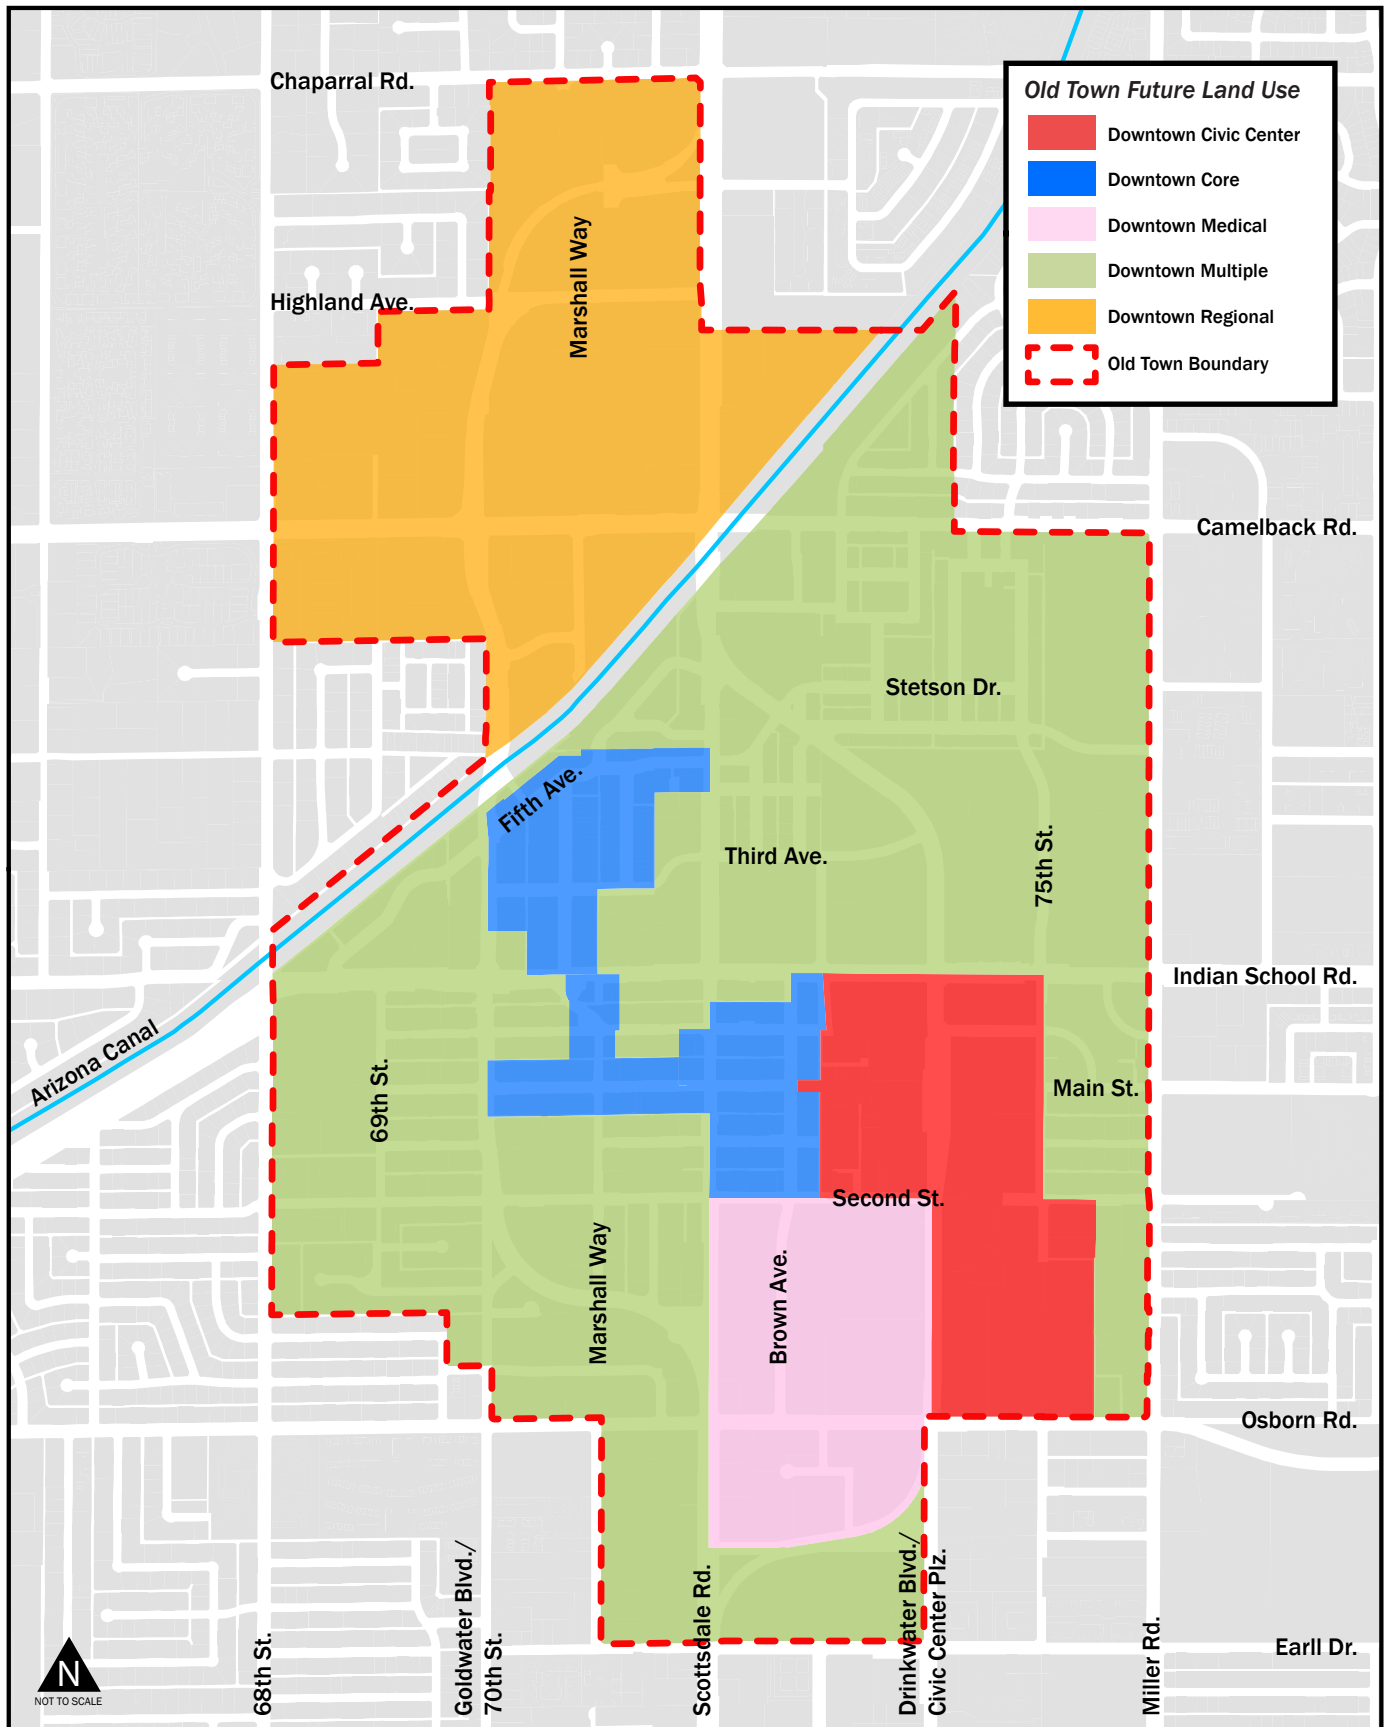 Chaparral Rd.
Old Town Future Land Use
Downtown Civic Center
Downtown Core
Downtown Medical
Downtown Multiple
Downtown Regional
Old Town Boundary
Marshall Way
Highland Ave.
Camelback Rd.
Stetson Dr.
Fifth Ave.
Third Ave.
75th St.
Indian School Rd.
Arizona Canal
69th St.
Main St.
Second St.
Marshall Way
Brown Ave.
Osborn Rd.
68th St.
Goldwater Blvd./
70th St.
Scottsdale Rd.
Drinkwater Blvd./
Civic Center Plz.
Miller Rd.
Earll Dr.
N
NOT TO SCALE